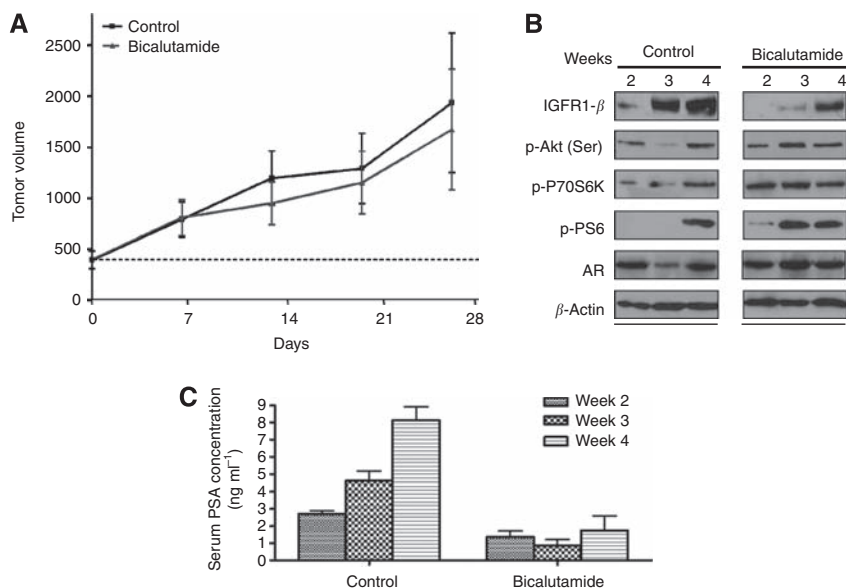 A
Control
Bicalutamide
Tomor volume
2500
2000
1500
1000
500
0
0 7 14 21 28
Days
B
Weeks Control Bicalutamide
2 3 4 2 3 4
IGFR1-β
p-Akt (Ser)
p-P70S6K
p-PS6
AR
β-Actin
C
Serum PSA concentration
(ng ml⁻¹)
9
8
7
6
5
4
3
2
1
0
Week 2
Week 3
Week 4
Control Bicalutamide